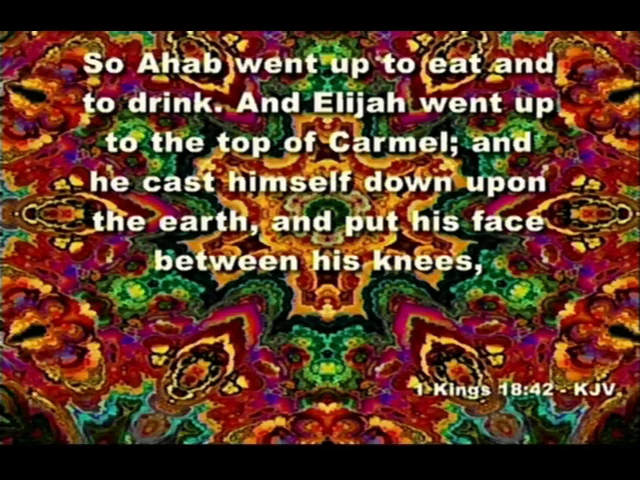 So Ahab went up to eat and
to drink. And Elijah went up
to the top of Carmel; and
he cast himself down upon
the earth, and put his face
between his knees,
1 Kings 18:42 - KJV